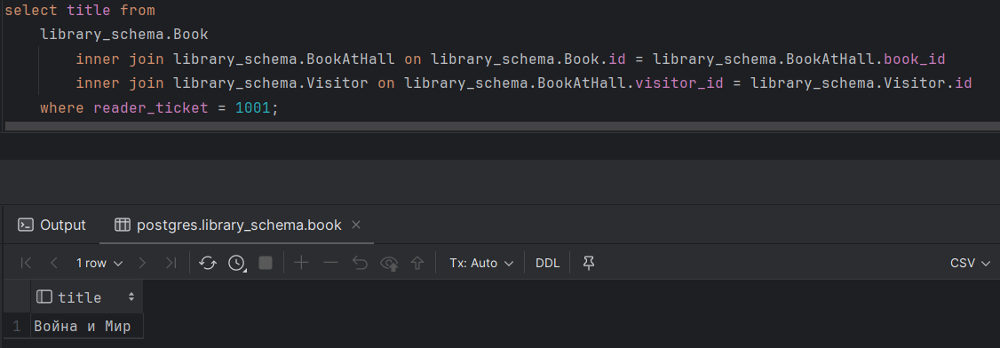 select title from
    library_schema.Book
        inner join library_schema.BookAtHall on library_schema.Book.id = library_schema.BookAtHall.book_id
        inner join library_schema.Visitor on library_schema.BookAtHall.visitor_id = library_schema.Visitor.id
    where reader_ticket = 1001;
Output postgres.library_schema.book
1 row Tx: Auto DDL CSV
title
1 Война и Мир